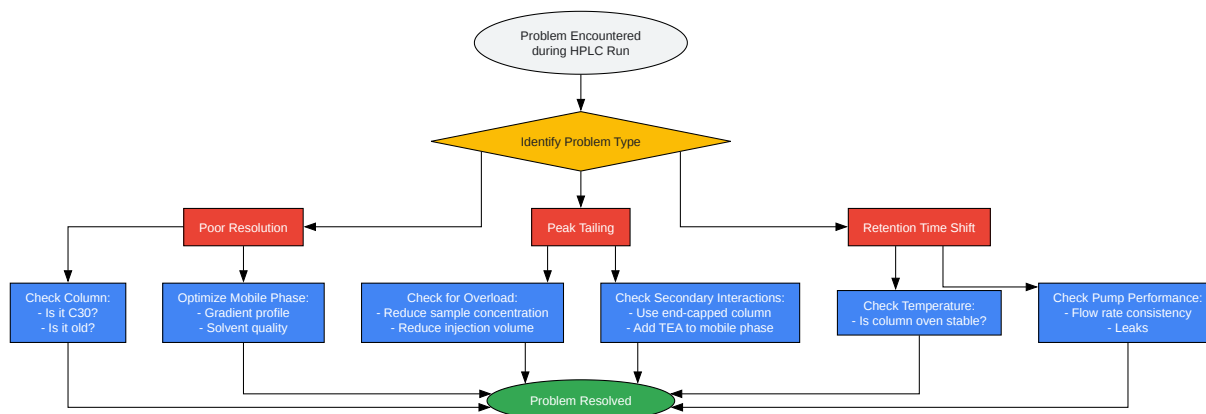 Problem Encountered
during HPLC Run
Identify Problem Type
Poor Resolution
Peak Tailing
Retention Time Shift
Check Column:
- Is it C30?
- Is it old?
Optimize Mobile Phase:
- Gradient profile
- Solvent quality
Check for Overload:
- Reduce sample concentration
- Reduce injection volume
Check Secondary Interactions:
- Use end-capped column
- Add TEA to mobile phase
Check Temperature:
- Is column oven stable?
Check Pump Performance:
- Flow rate consistency
- Leaks
Problem Resolved